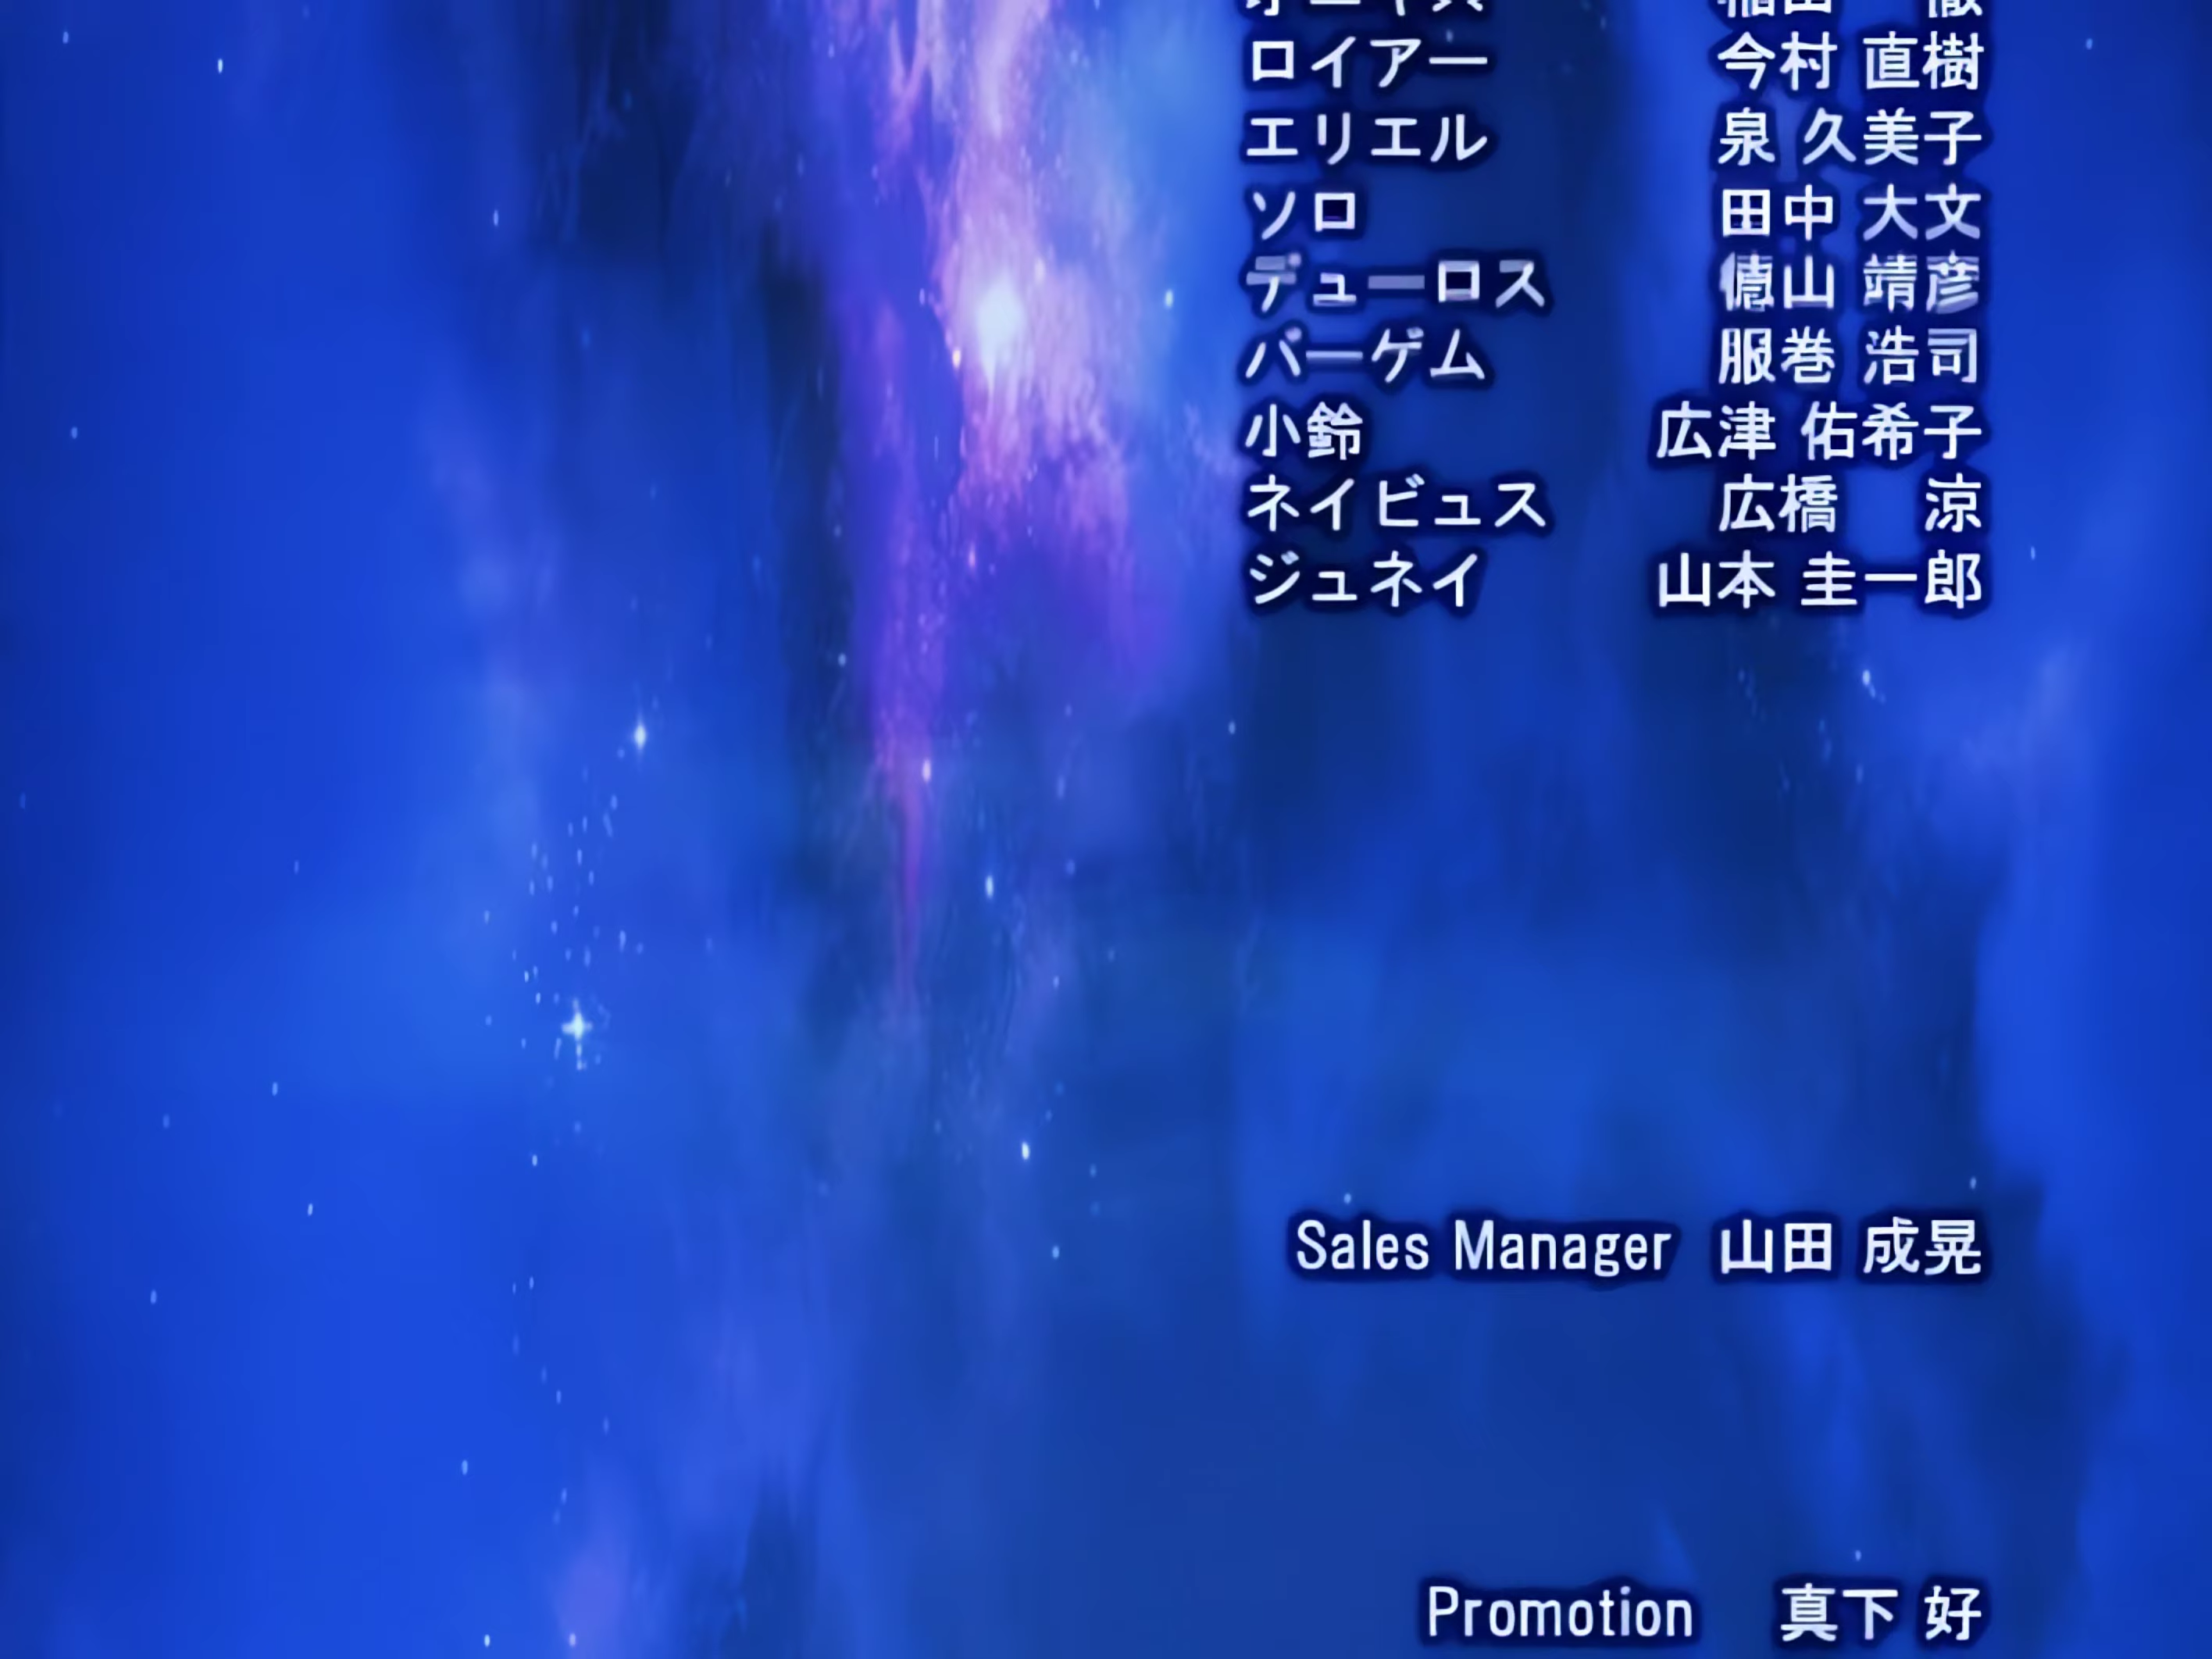 ロイアー 今村 直樹
エリエル 泉 久美子
ソロ 田中 大文
デューロス 山 靖彦
バーゲム 服巻 浩司
小鈴 広津 佑希子
ネイビュス 広橋 涼
ジュネイ 山本 圭一郎
Sales Manager 山田 成晃
Promotion 真下 好